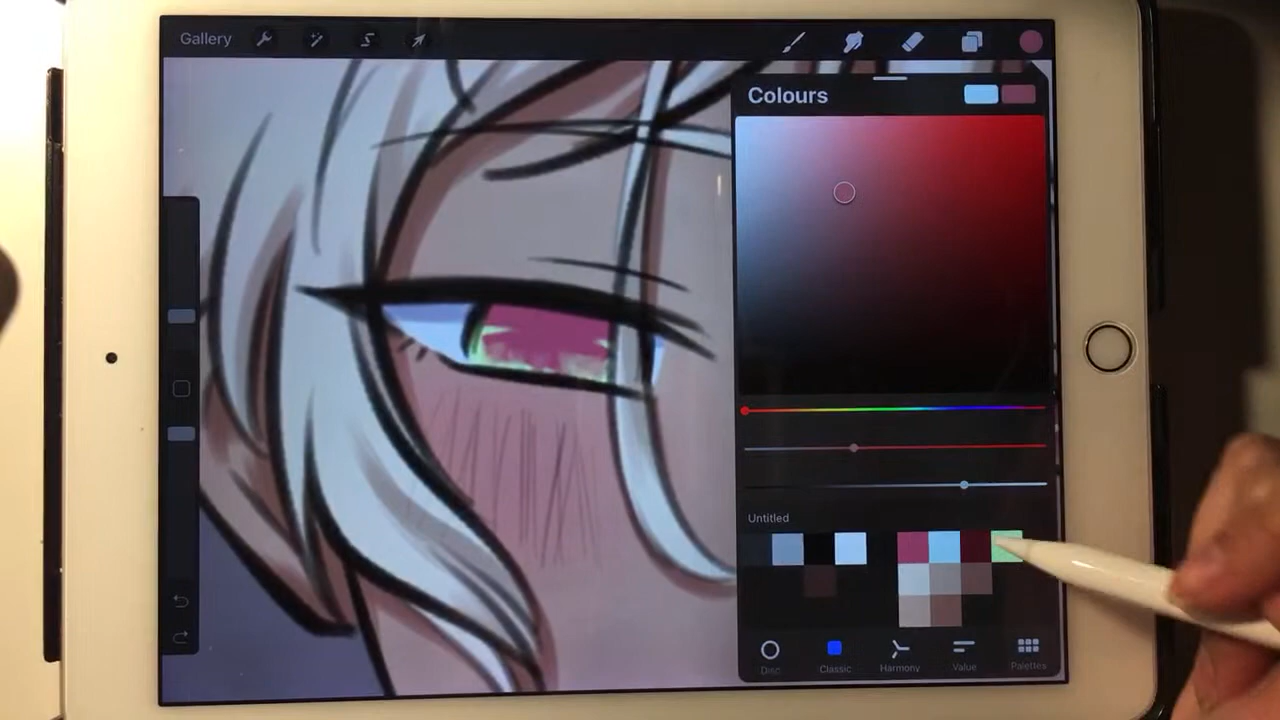 Gallery
Colours
Untitled
Disc
Classic
Harmony
Value
Palettes